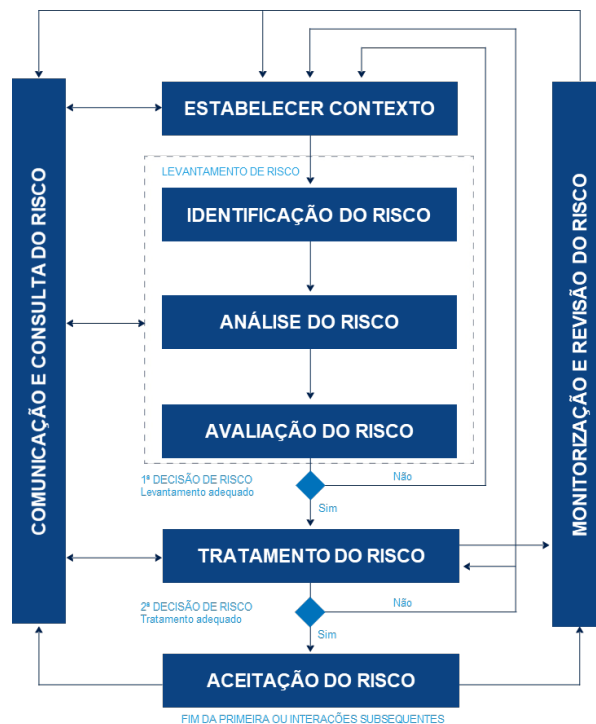 ESTABELECER CONTEXTO
LEVANTAMENTO DE RISCO
IDENTIFICAÇÃO DO RISCO
ANÁLISE DO RISCO
AVALIAÇÃO DO RISCO
1ª DECISÃO DE RISCO
Levantamento adequado
Não
Sim
TRATAMENTO DO RISCO
2ª DECISÃO DE RISCO
Tratamento adequado
Não
Sim
ACEITAÇÃO DO RISCO
FIM DA PRIMEIRA OU INTERAÇÕES SUBSEQUENTES
COMUNICAÇÃO E CONSULTA DO RISCO
MONITORIZAÇÃO E REVISÃO DO RISCO